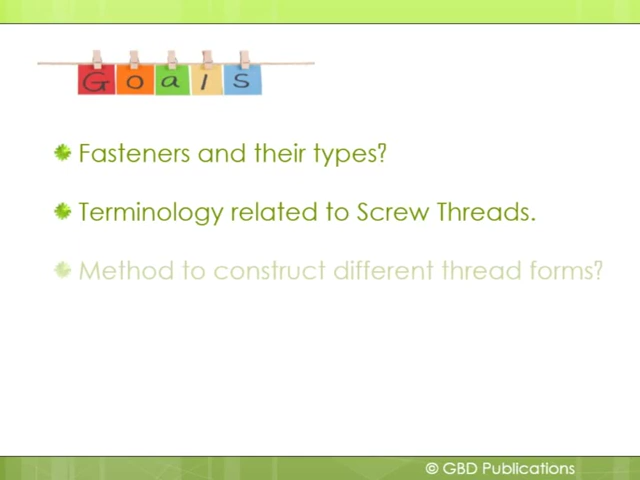 Goals
Fasteners and their types?
Terminology related to Screw Threads.
Method to construct different thread forms?
© GBD Publications